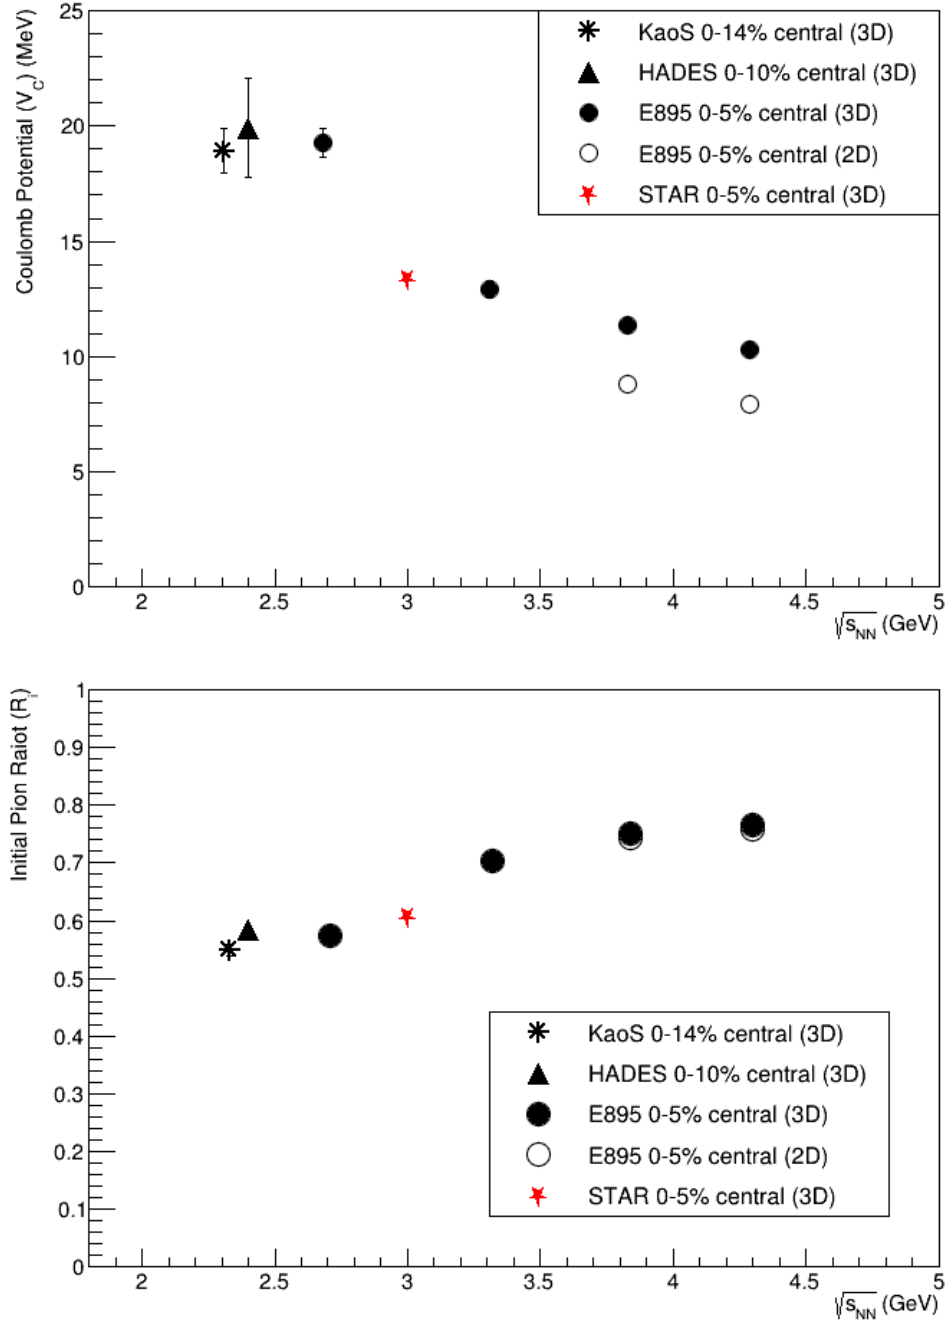 25
20
15
10
5
0
Coulomb Potential (V_C) (MeV)
KaoS 0-14% central (3D)
HADES 0-10% central (3D)
E895 0-5% central (3D)
E895 0-5% central (2D)
STAR 0-5% central (3D)
2 2.5 3 3.5 4 4.5 5
√s_NN (GeV)
1
0.9
0.8
0.7
0.6
0.5
0.4
0.3
0.2
0.1
0
Initial Pion Raiot (R_i)
KaoS 0-14% central (3D)
HADES 0-10% central (3D)
E895 0-5% central (3D)
E895 0-5% central (2D)
STAR 0-5% central (3D)
2 2.5 3 3.5 4 4.5 5
√s_NN (GeV)